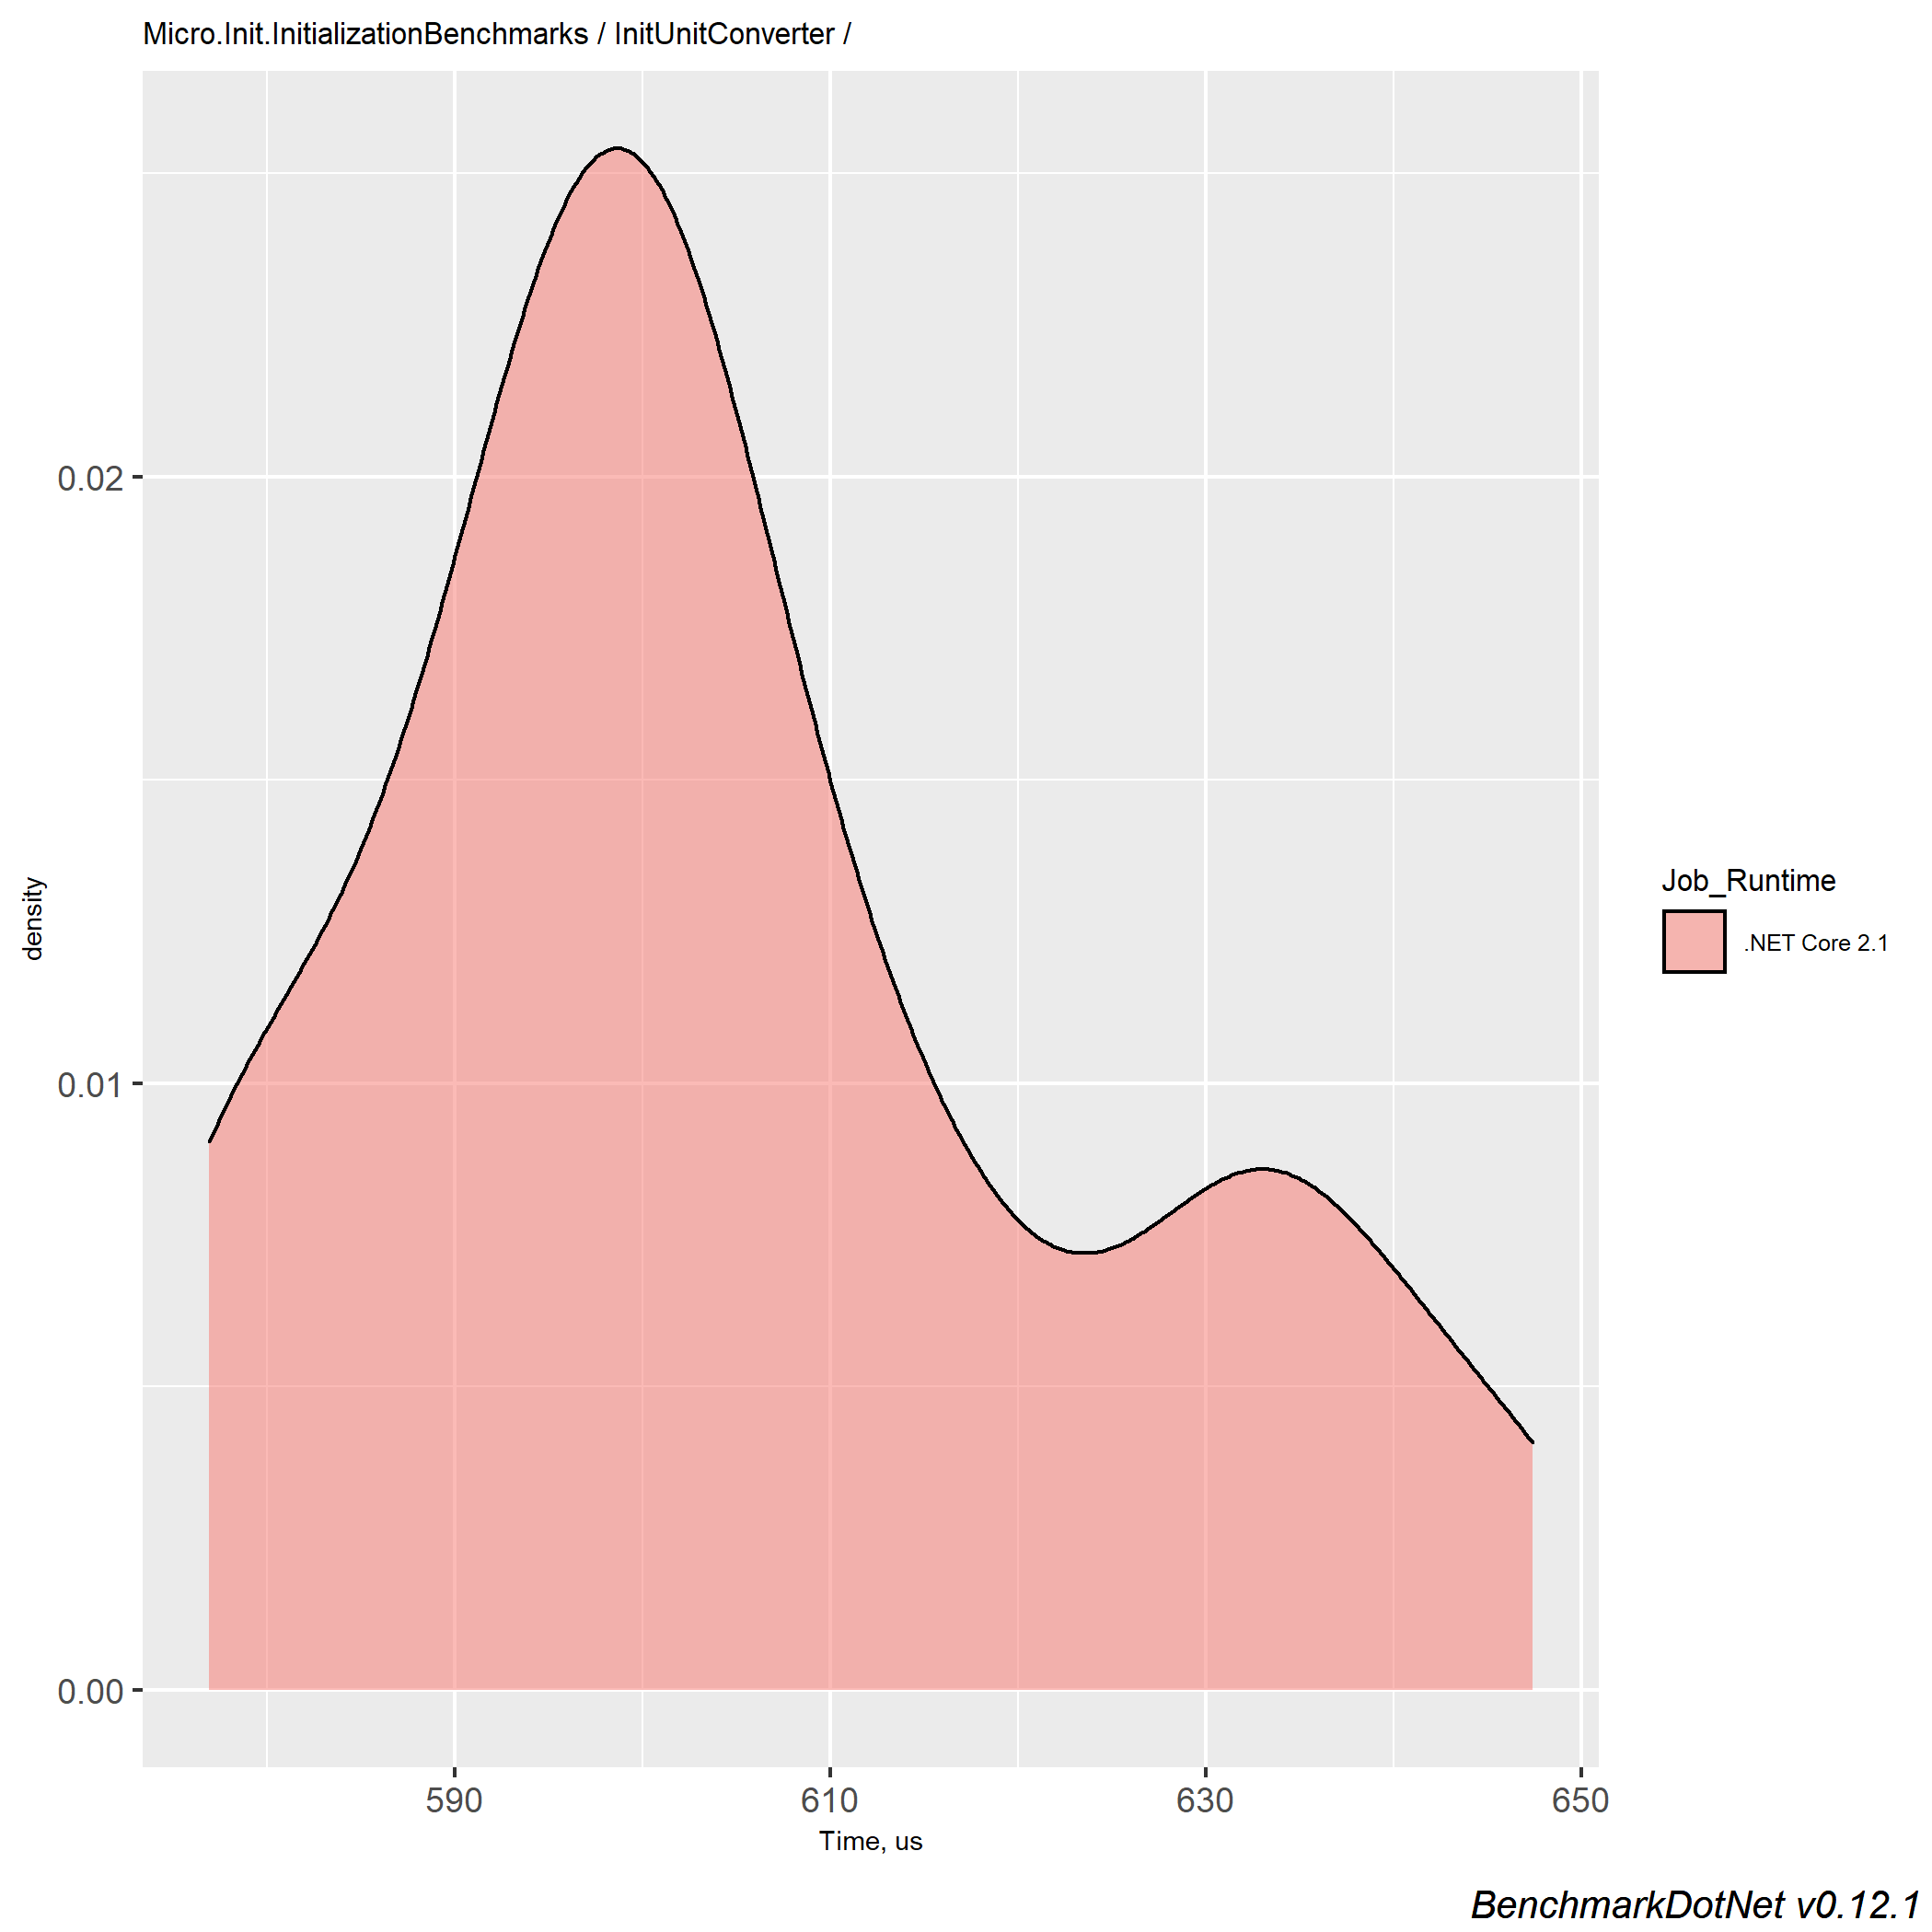 Micro.Init.InitializationBenchmarks / InitUnitConverter /
density
0.02
0.01
0.00
590 610 630 650
Time, us
Job_Runtime
.NET Core 2.1
BenchmarkDotNet v0.12.1